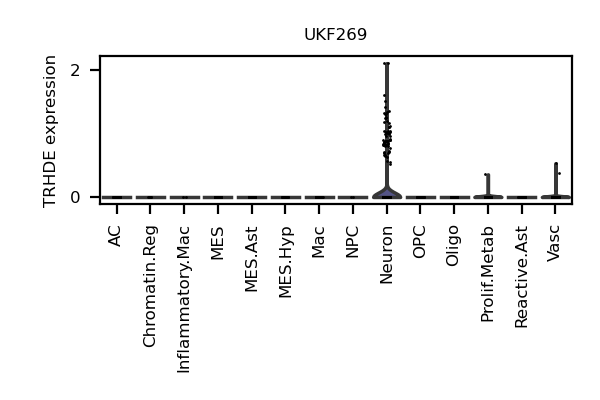 UKF269
TRHDE expression
2
0
AC
Chromatin.Reg
Inflammatory.Mac
MES
MES.Ast
MES.Hyp
Mac
NPC
Neuron
OPC
Oligo
Prolif.Metab
Reactive.Ast
Vasc